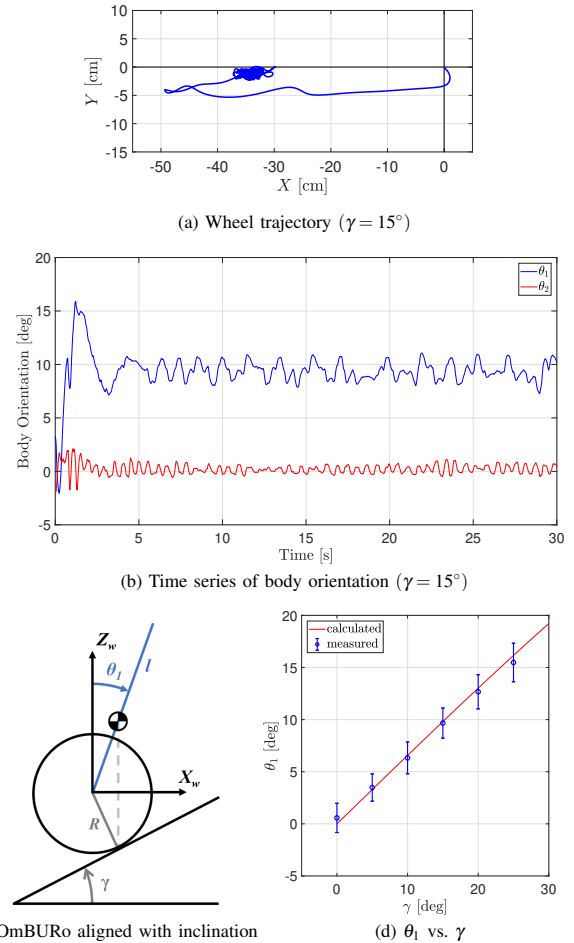 10
5
0
-5
-10
-15
Y [cm]
-50 -40 -30 -20 -10 0 5
X [cm]
(a) Wheel trajectory (γ = 15°)
20
15
10
5
0
-5
Body Orientation [deg]
θ₁
θ₂
0 5 10 15 20 25 30
Time [s]
(b) Time series of body orientation (γ = 15°)
Z_w
θ₁
l
X_w
R
γ
OmBURo aligned with inclination
20
15
10
5
0
-5
θ₁ [deg]
calculated
measured
0 10 20 30
γ [deg]
(d) θ₁ vs. γ